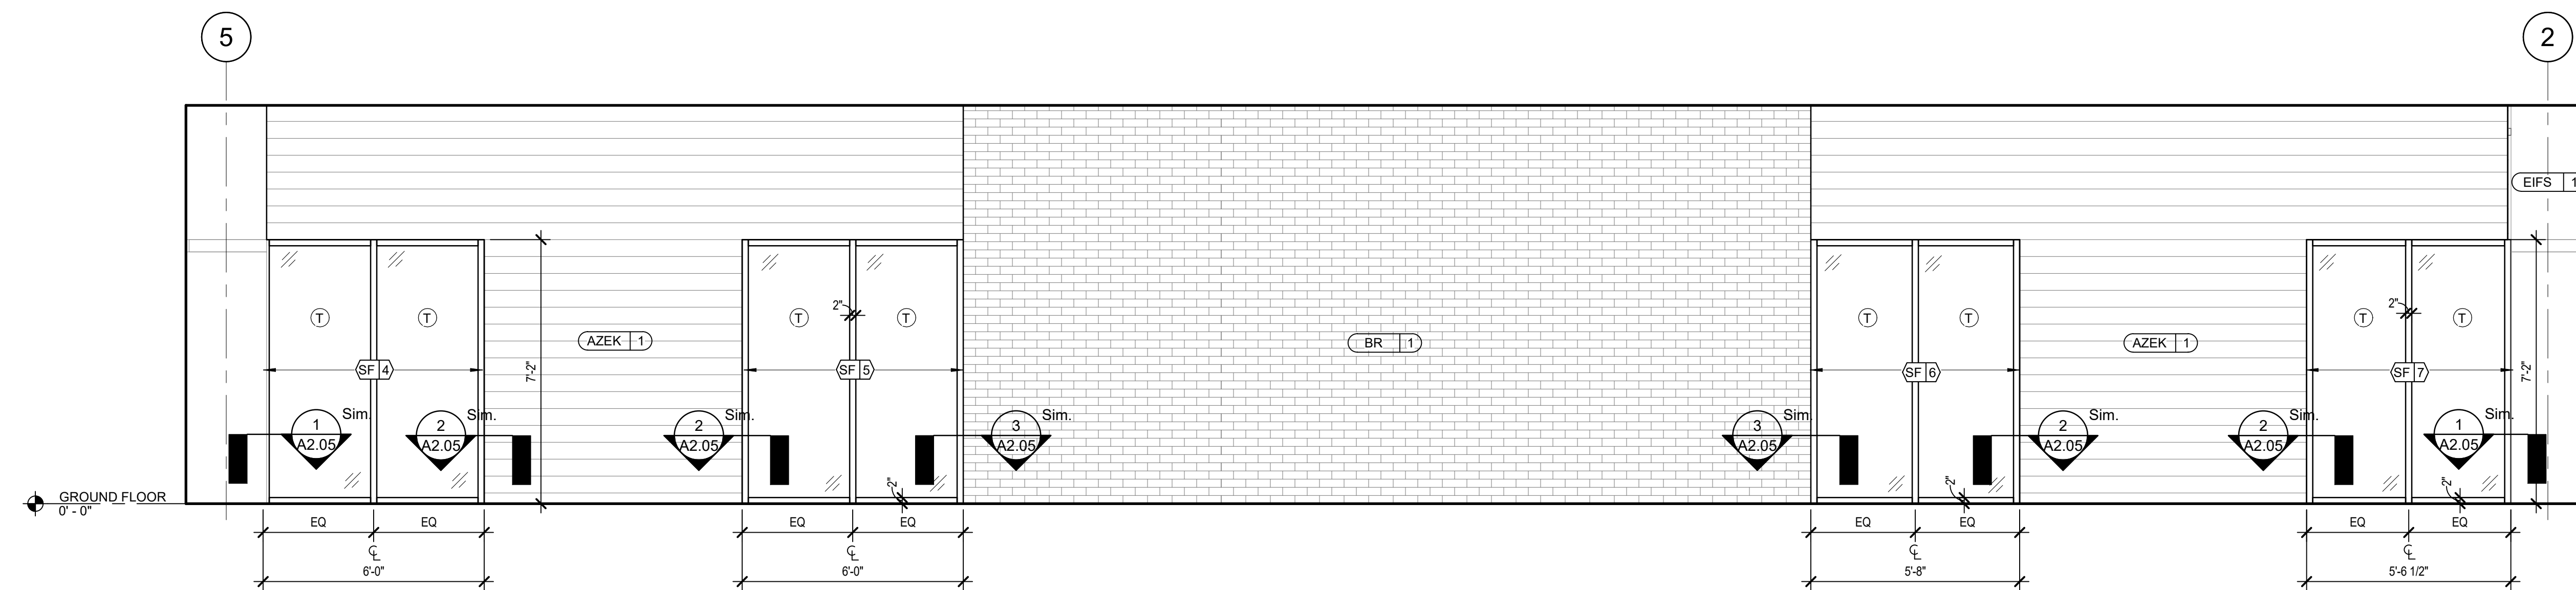 5
2
EIFS 1
T
T
T
T
T
T
T
T
2"
2"
AZEK 1
BR 1
AZEK 1
7'-2"
7'-2"
SF 4
SF 5
SF 6
SF 7
1
A2.05
Sim.
2
A2.05
Sim.
2
A2.05
Sim.
3
A2.05
Sim.
3
A2.05
Sim.
2
A2.05
Sim.
2
A2.05
Sim.
1
A2.05
Sim.
2"
2"
2"
GROUND FLOOR
0' - 0"
EQ
EQ
EQ
EQ
EQ
EQ
EQ
EQ
℄
℄
℄
℄
6'-0"
6'-0"
5'-8"
5'-6 1/2"